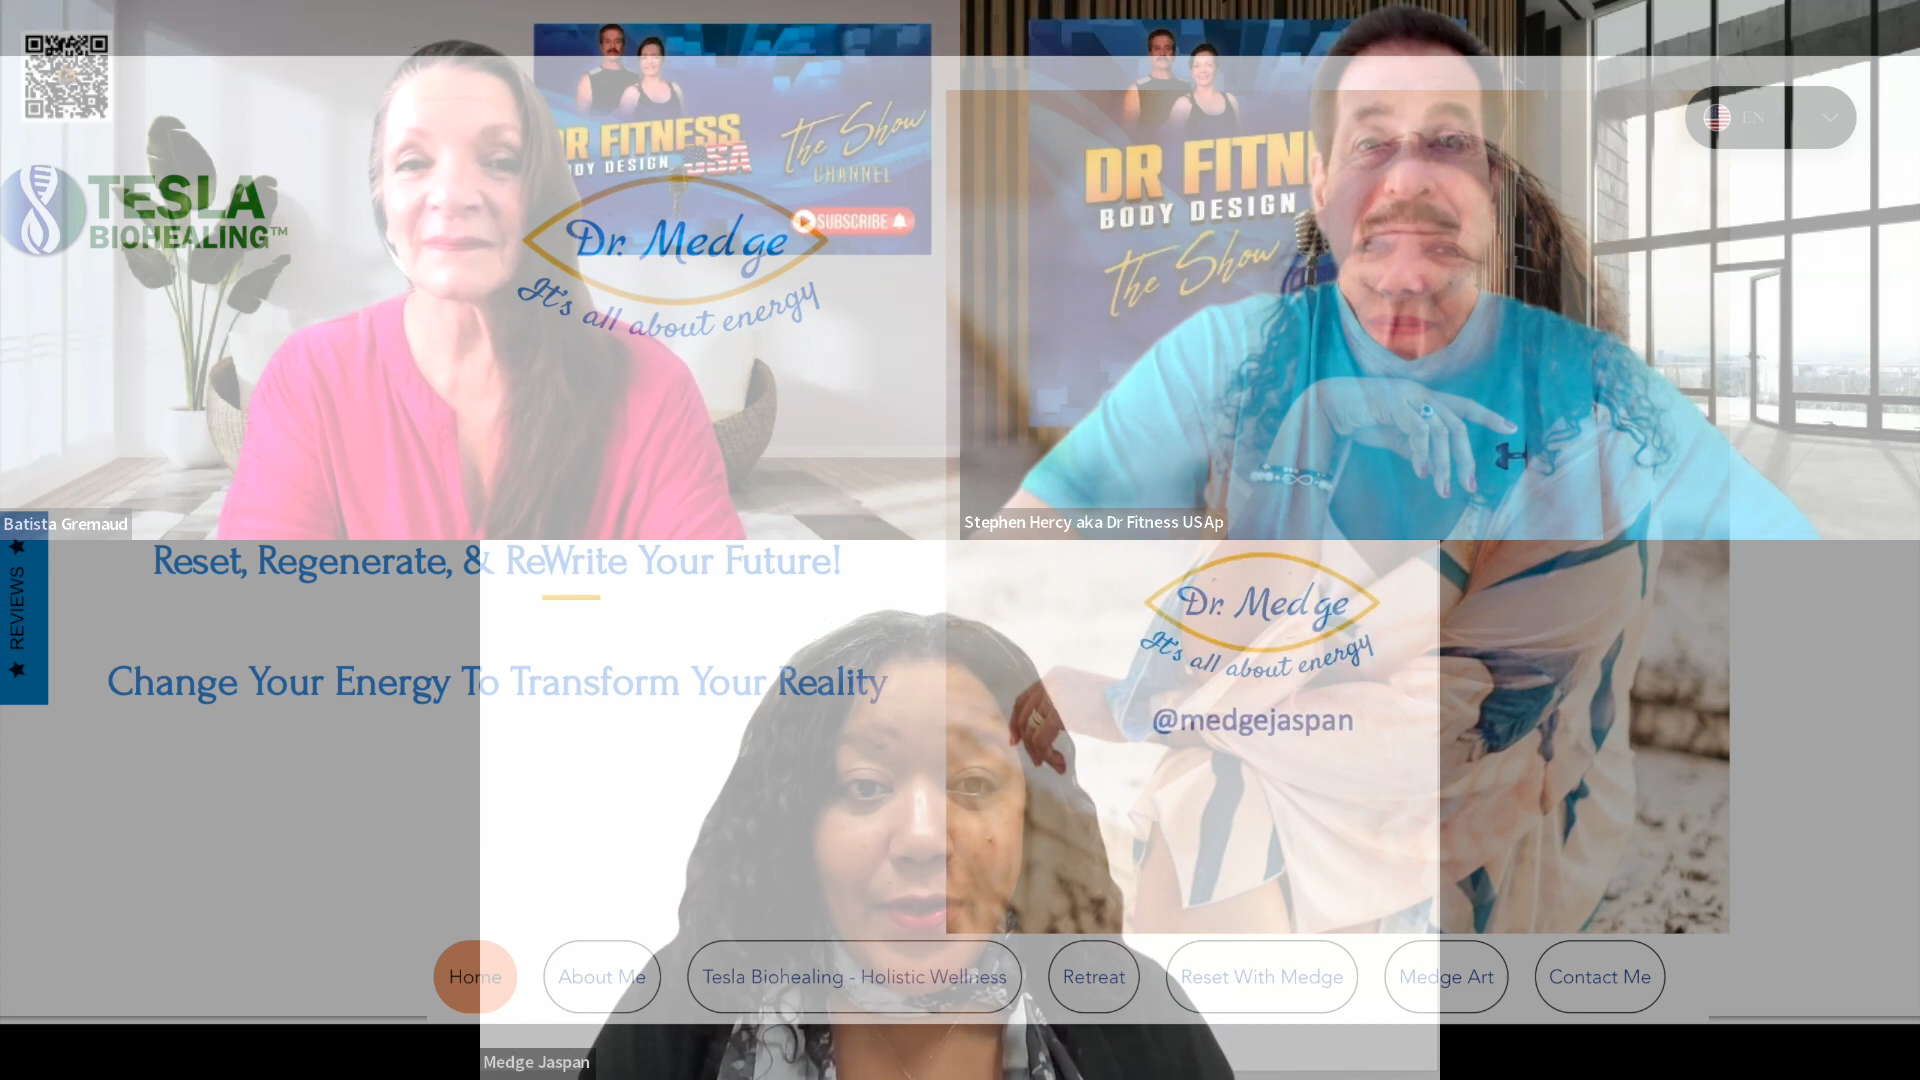 DR FITNESS
BODY DESIGN USA
The Show
CHANNEL
SUBSCRIBE
TESLA
BIOHEALING™
Dr. Medge
It's all about energy
Batista Gremaud
DR FITN
BODY DESIGN
The Show
EN
Stephen Hercy aka Dr Fitness USAp
REVIEWS
Reset, Regenerate, & ReWrite Your Future!
Change Your Energy To Transform Your Reality
Dr. Medge
It's all about energy
@medgejaspan
Home
About Me
Tesla Biohealing - Holistic Wellness
Retreat
Reset With Medge
Medge Art
Contact Me
Medge Jaspan